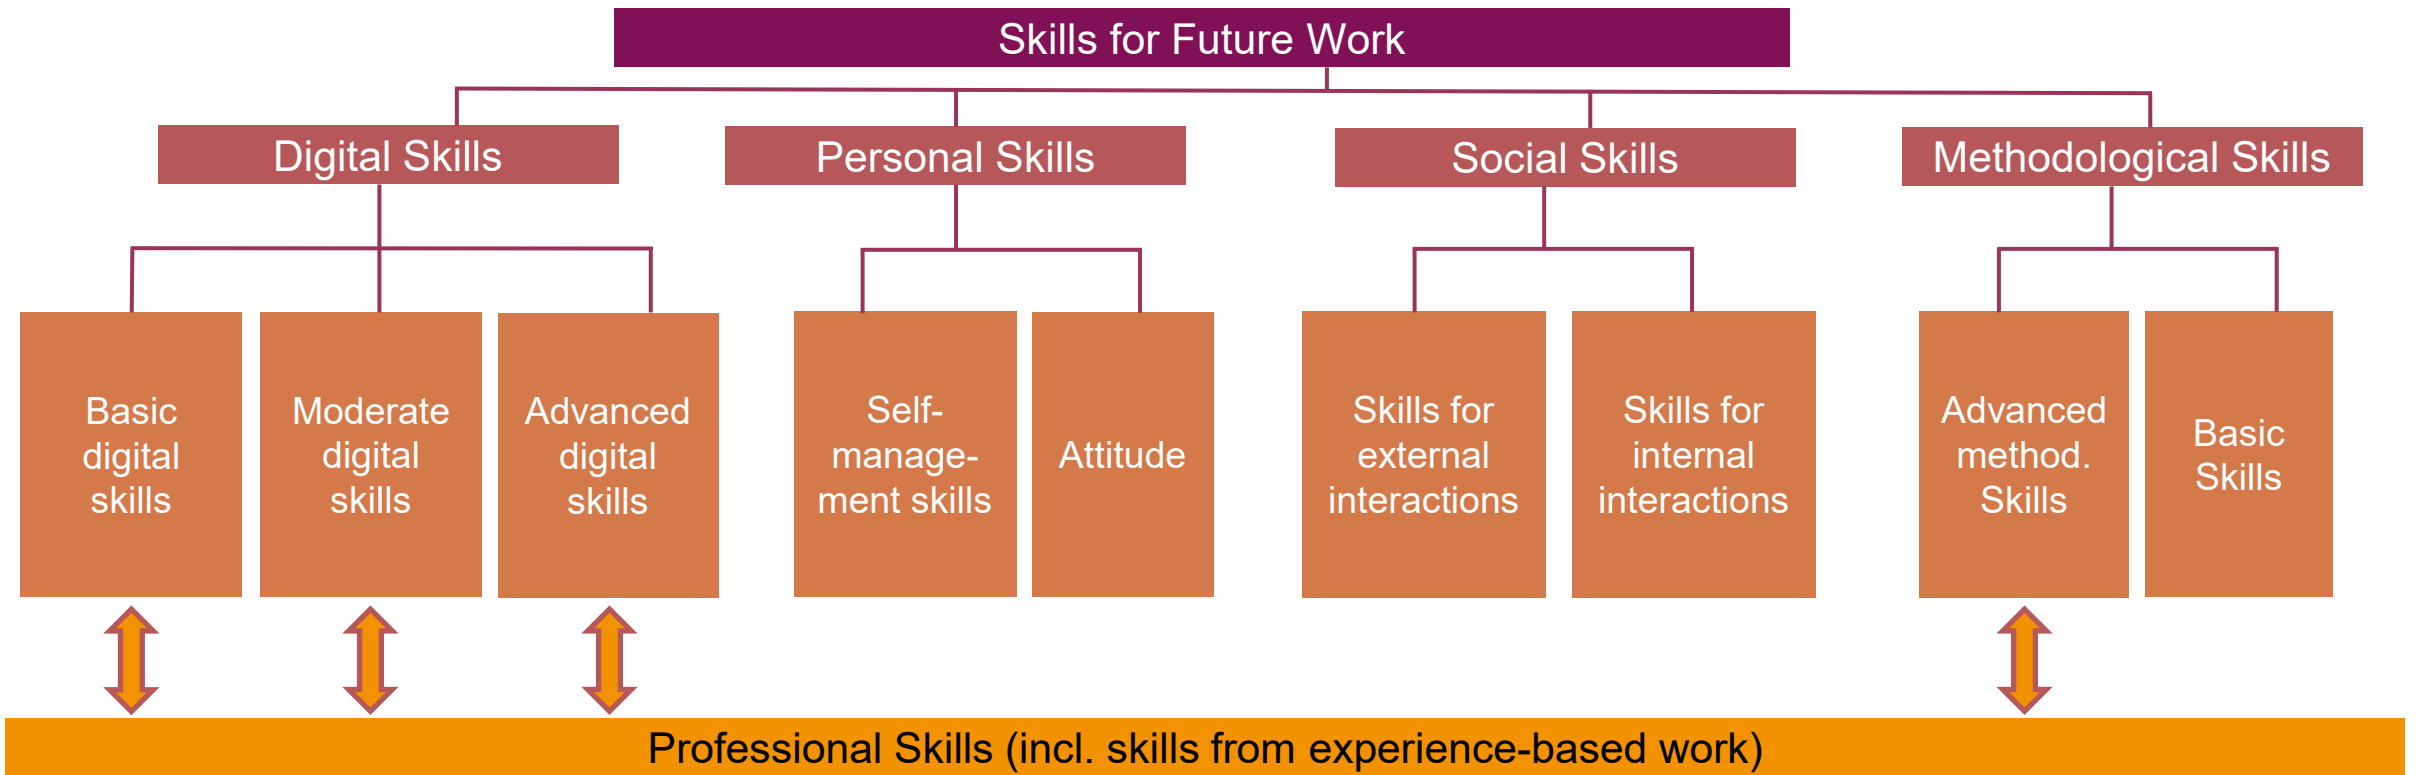 Skills for Future Work
Digital Skills
Personal Skills
Social Skills
Methodological Skills
Basic
digital
skills
Moderate
digital
skills
Advanced
digital
skills
Self-
manage-
ment skills
Attitude
Skills for
external
interactions
Skills for
internal
interactions
Advanced
method.
Skills
Basic
Skills
Professional Skills (incl. skills from experience-based work)